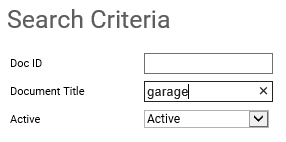 Search Criteria
Doc ID
Document Title garage
Active Active